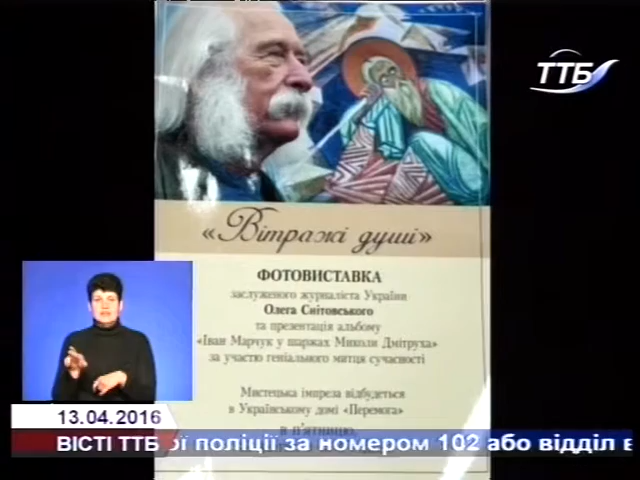 ТТБ
«Вітражі душі»
ФОТОВИСТАВКА
заслуженого журналіста України
Олега Снітовського
та презентація альбому
«Іван Марчук у шаржах Миколи Дмітруха»
за участю геніального митця сучасності
Мистецька імпреза відбудеться
в Українському домі «Перемога»
в п'ятницю,
13.04.2016
ВІСТІ ТТБ ої поліції за номером 102 або відділ в